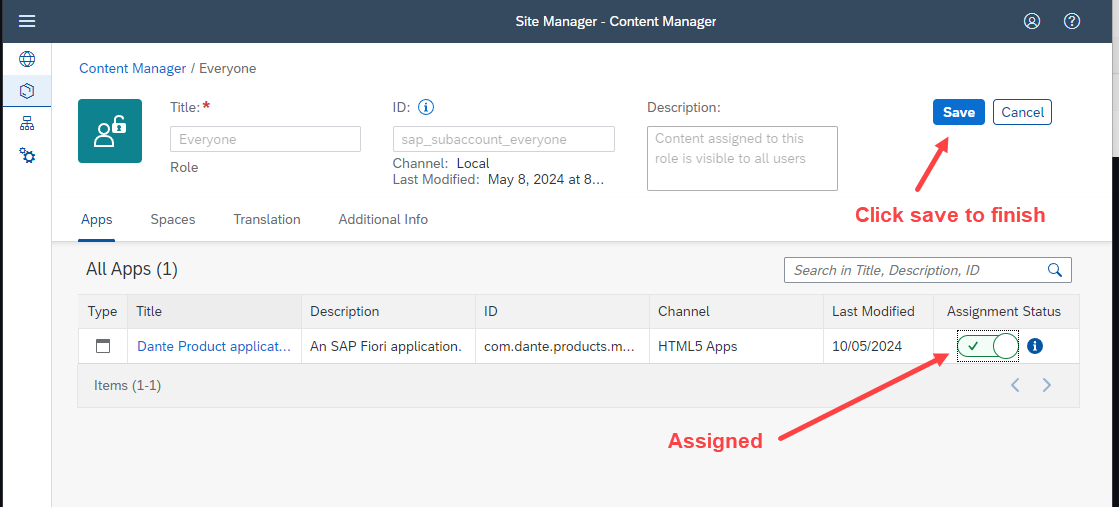 Site Manager - Content Manager
Content Manager / Everyone
Title:*
Everyone
Role
ID:
sap_subaccount_everyone
Channel: Local
Last Modified: May 8, 2024 at 8...
Description:
Content assigned to this
role is visible to all users
Save
Cancel
Click save to finish
Apps
Spaces
Translation
Additional Info
All Apps (1)
Search in Title, Description, ID
Type Title Description ID Channel Last Modified Assignment Status
Dante Product applicat... An SAP Fiori application. com.dante.products.m... HTML5 Apps 10/05/2024
Items (1-1)
Assigned